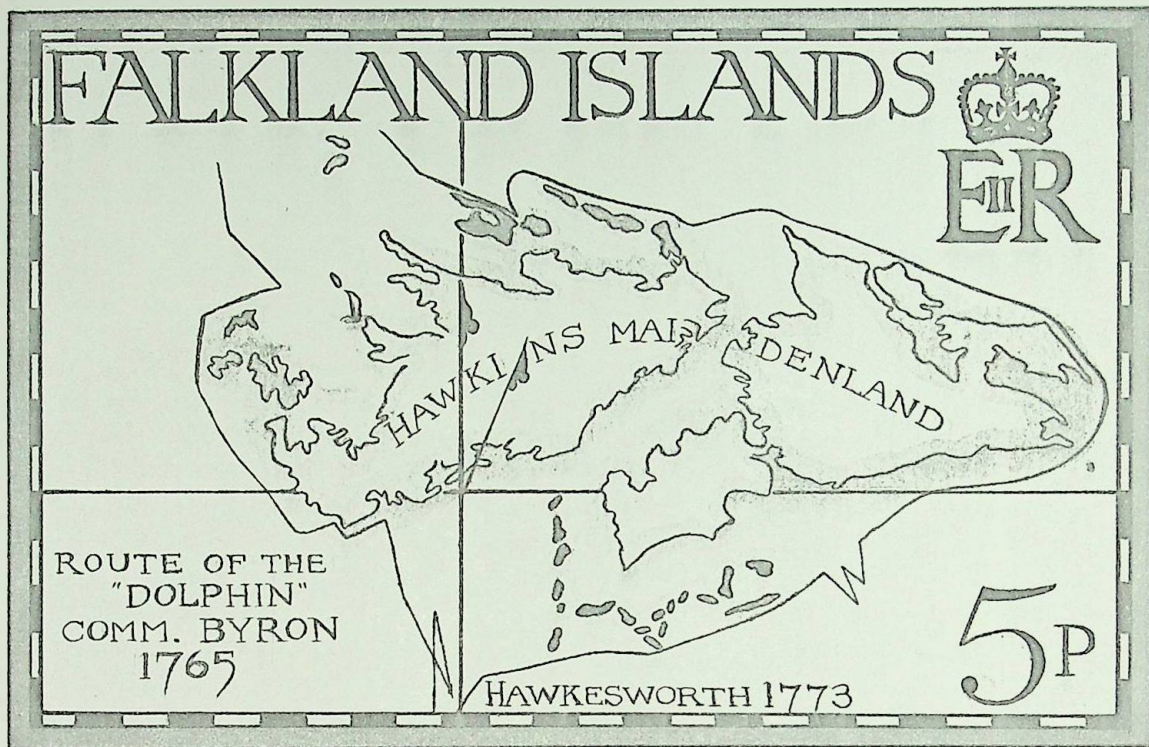 FALKLAND ISLANDS
EIIR
HAWKINS MAIDENLAND
ROUTE OF THE
"DOLPHIN"
COMM. BYRON
1765
5P
HAWKESWORTH 1773